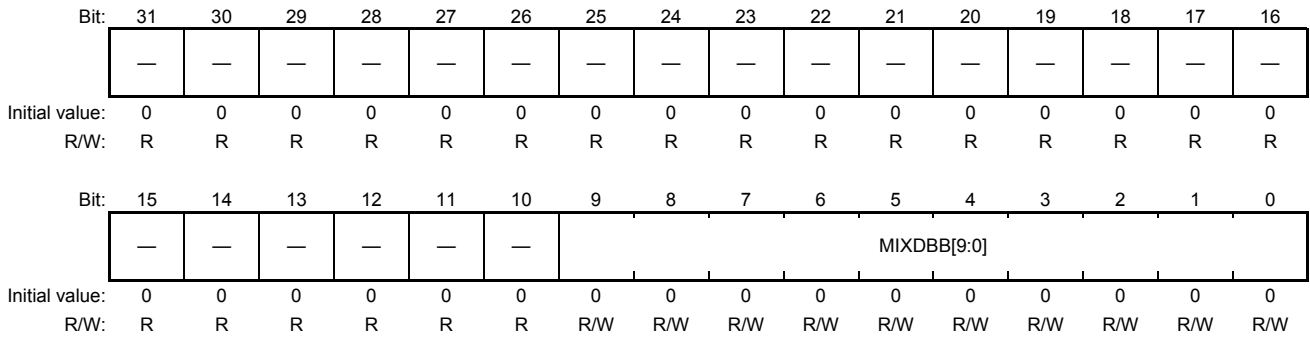 Bit: 31 30 29 28 27 26 25 24 23 22 21 20 19 18 17 16
— — — — — — — — — — — — — — — —
Initial value: 0 0 0 0 0 0 0 0 0 0 0 0 0 0 0 0
R/W: R R R R R R R R R R R R R R R R
Bit: 15 14 13 12 11 10 9 8 7 6 5 4 3 2 1 0
— — — — — — MIXDBB[9:0]
Initial value: 0 0 0 0 0 0 0 0 0 0 0 0 0 0 0 0
R/W: R R R R R R R/W R/W R/W R/W R/W R/W R/W R/W R/W R/W